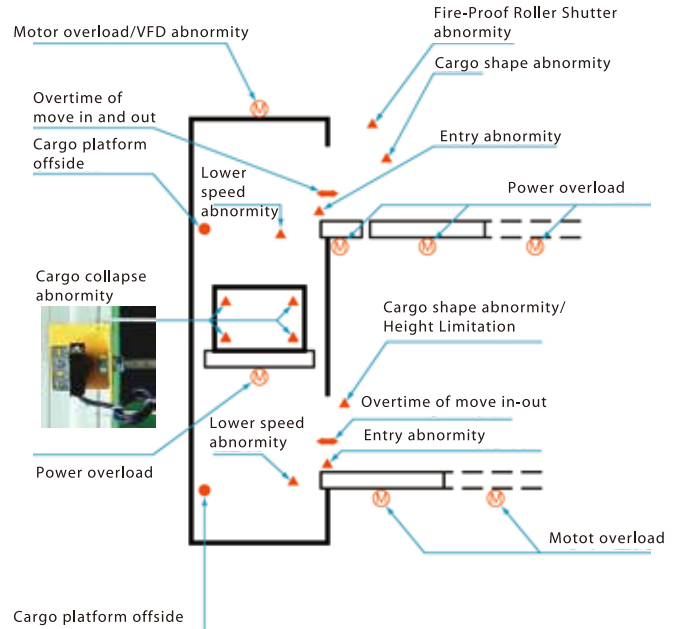 Fire-Proof Roller Shutter
abnormity
Motor overload/VFD abnormity
Cargo shape abnormity
Overtime of
move in and out
Entry abnormity
Cargo platform
offside
Lower
speed
abnormity
Power overload
M
M
M
M
Cargo collapse
abnormity
Cargo shape abnormity/
Height Limitation
M
Lower speed
abnormity
Overtime of move in-out
Entry abnormity
Power overload
M
M
Motot overload
Cargo platform offside